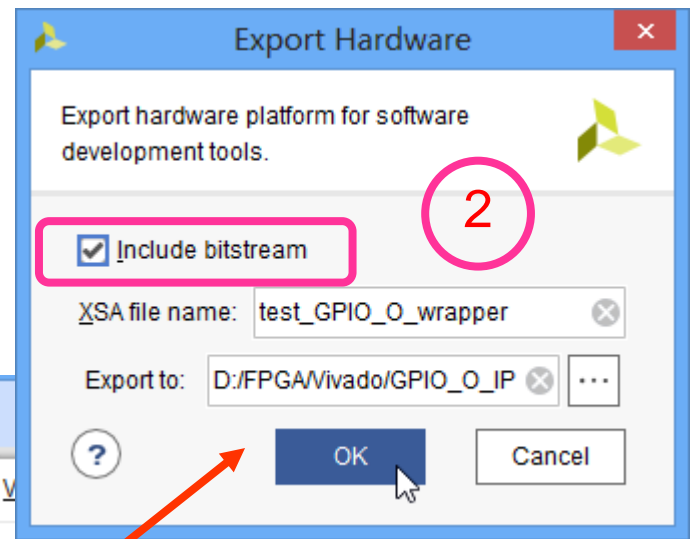 Export Hardware
Export hardware platform for software
development tools.
2
Include bitstream
XSA file name: test_GPIO_O_wrapper
Export to: D:/FPGA/Vivado/GPIO_O_IP ...
? OK Cancel
V